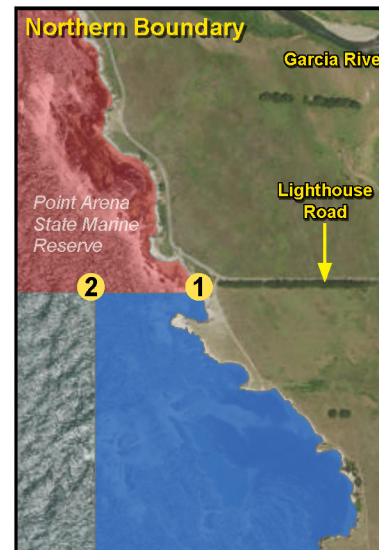 Northern Boundary
Garcia Rive
Lighthouse
Road
Point Arena
State Marine
Reserve
2
1